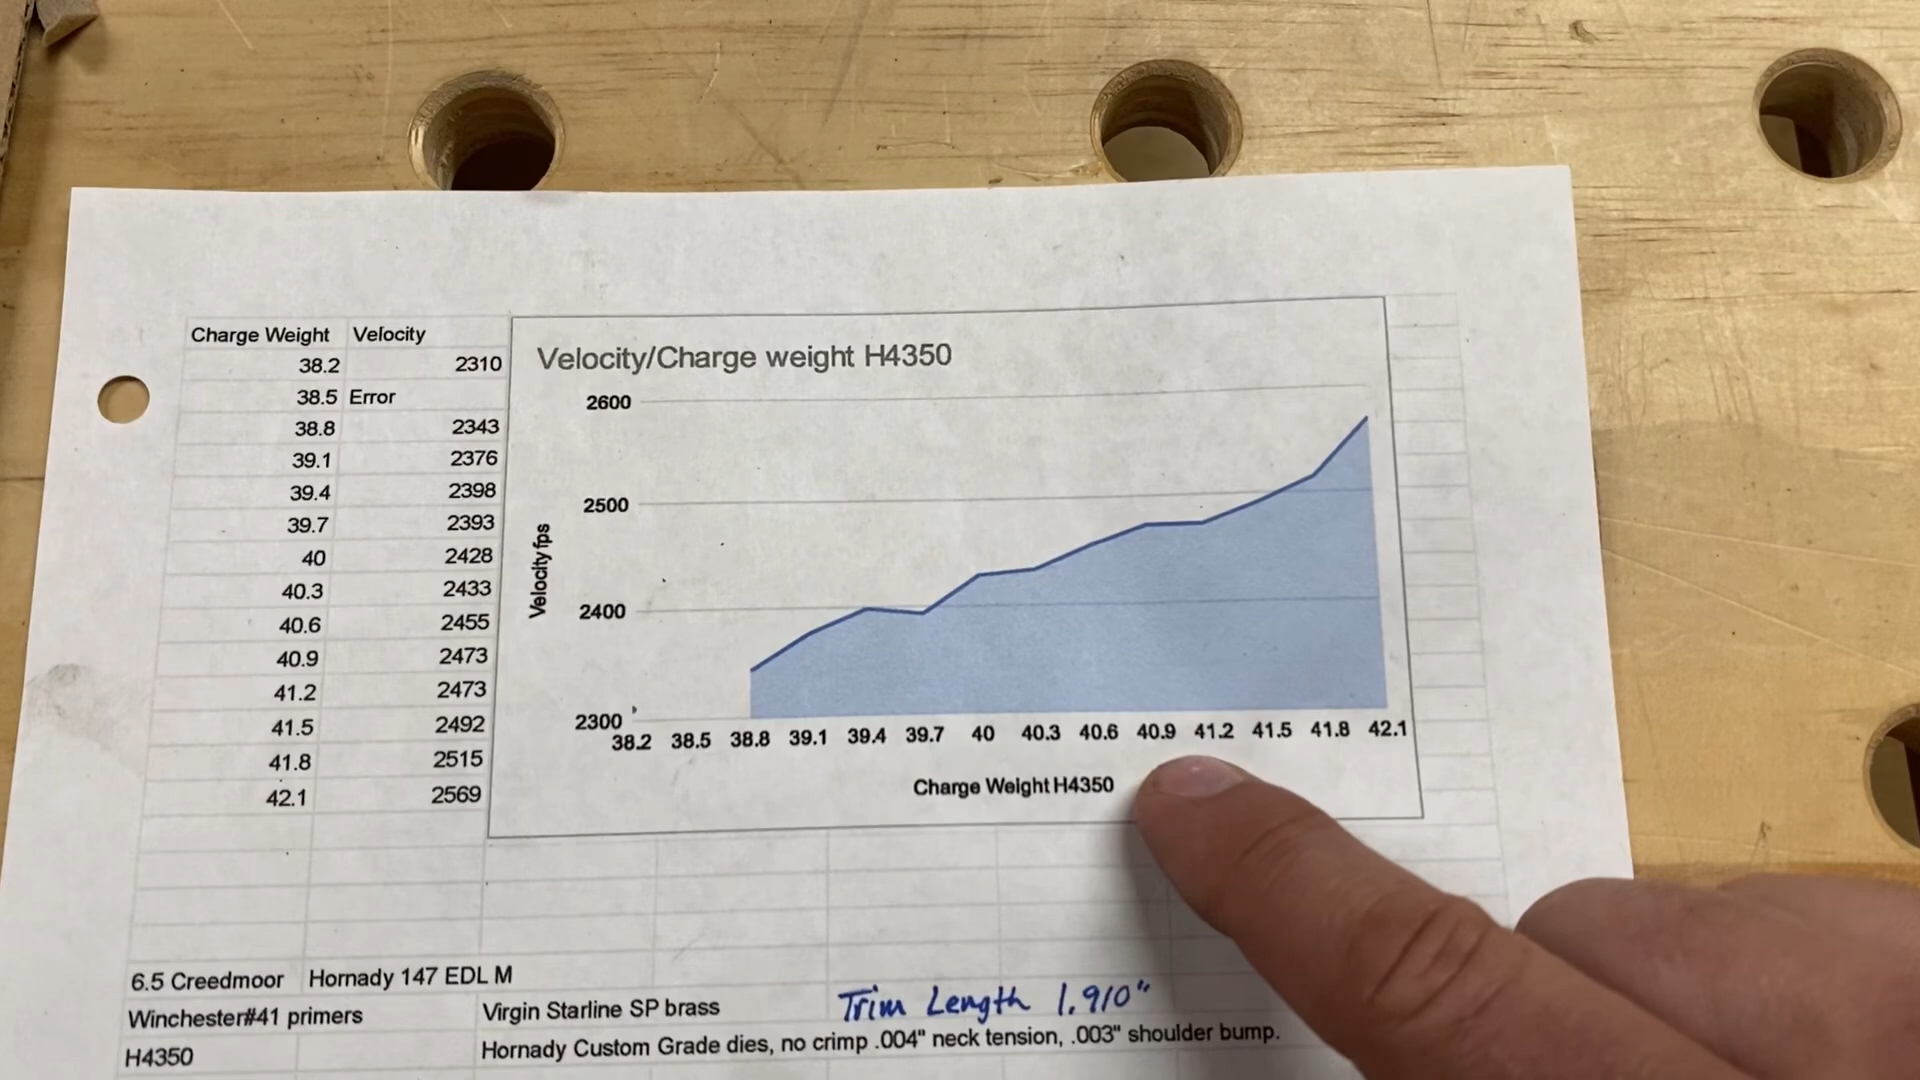 Charge Weight Velocity
38.2 2310
38.5 Error
38.8 2343
39.1 2376
39.4 2398
39.7 2393
40 2428
40.3 2433
40.6 2455
40.9 2473
41.2 2473
41.5 2492
41.8 2515
42.1 2569
Velocity/Charge weight H4350
2600
2500
2400
2300
Velocity fps
38.2 38.5 38.8 39.1 39.4 39.7 40 40.3 40.6 40.9 41.2 41.5 41.8 42.1
Charge Weight H4350
6.5 Creedmoor Hornady 147 EDL M
Winchester#41 primers Virgin Starline SP brass Trim Length 1.910"
H4350 Hornady Custom Grade dies, no crimp .004" neck tension, .003" shoulder bump.